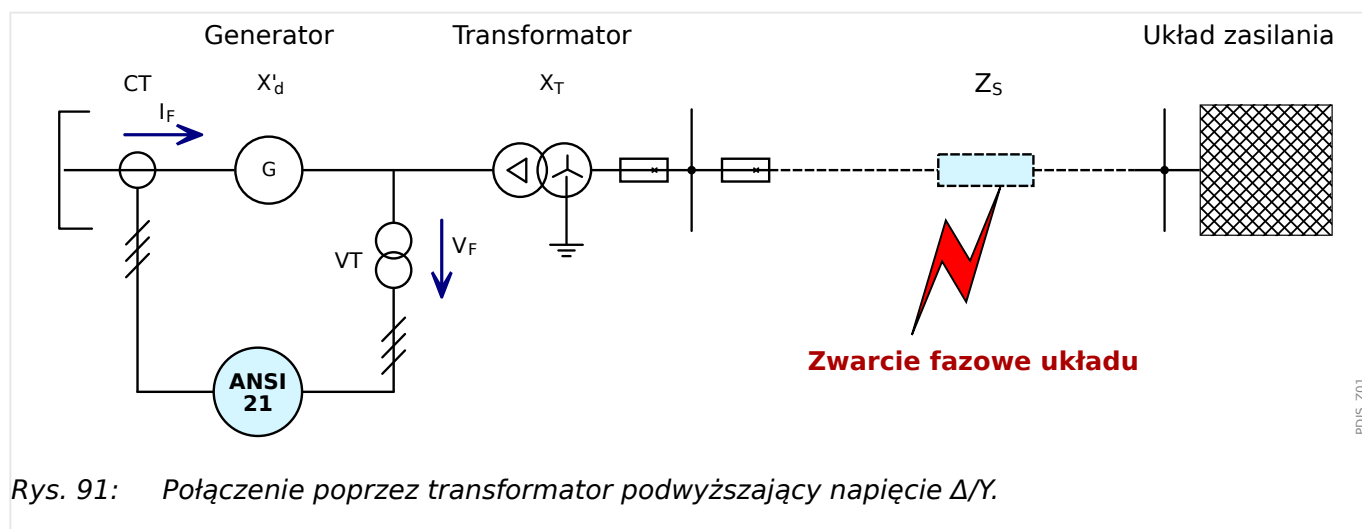 Generator
Transformator
Układ zasilania
CT
X'd
XT
ZS
IF
G
VT
VF
ANSI
21
Zwarcie fazowe układu
PDIS_Z01
Rys. 91: Połączenie poprzez transformator podwyższający napięcie Δ/Y.